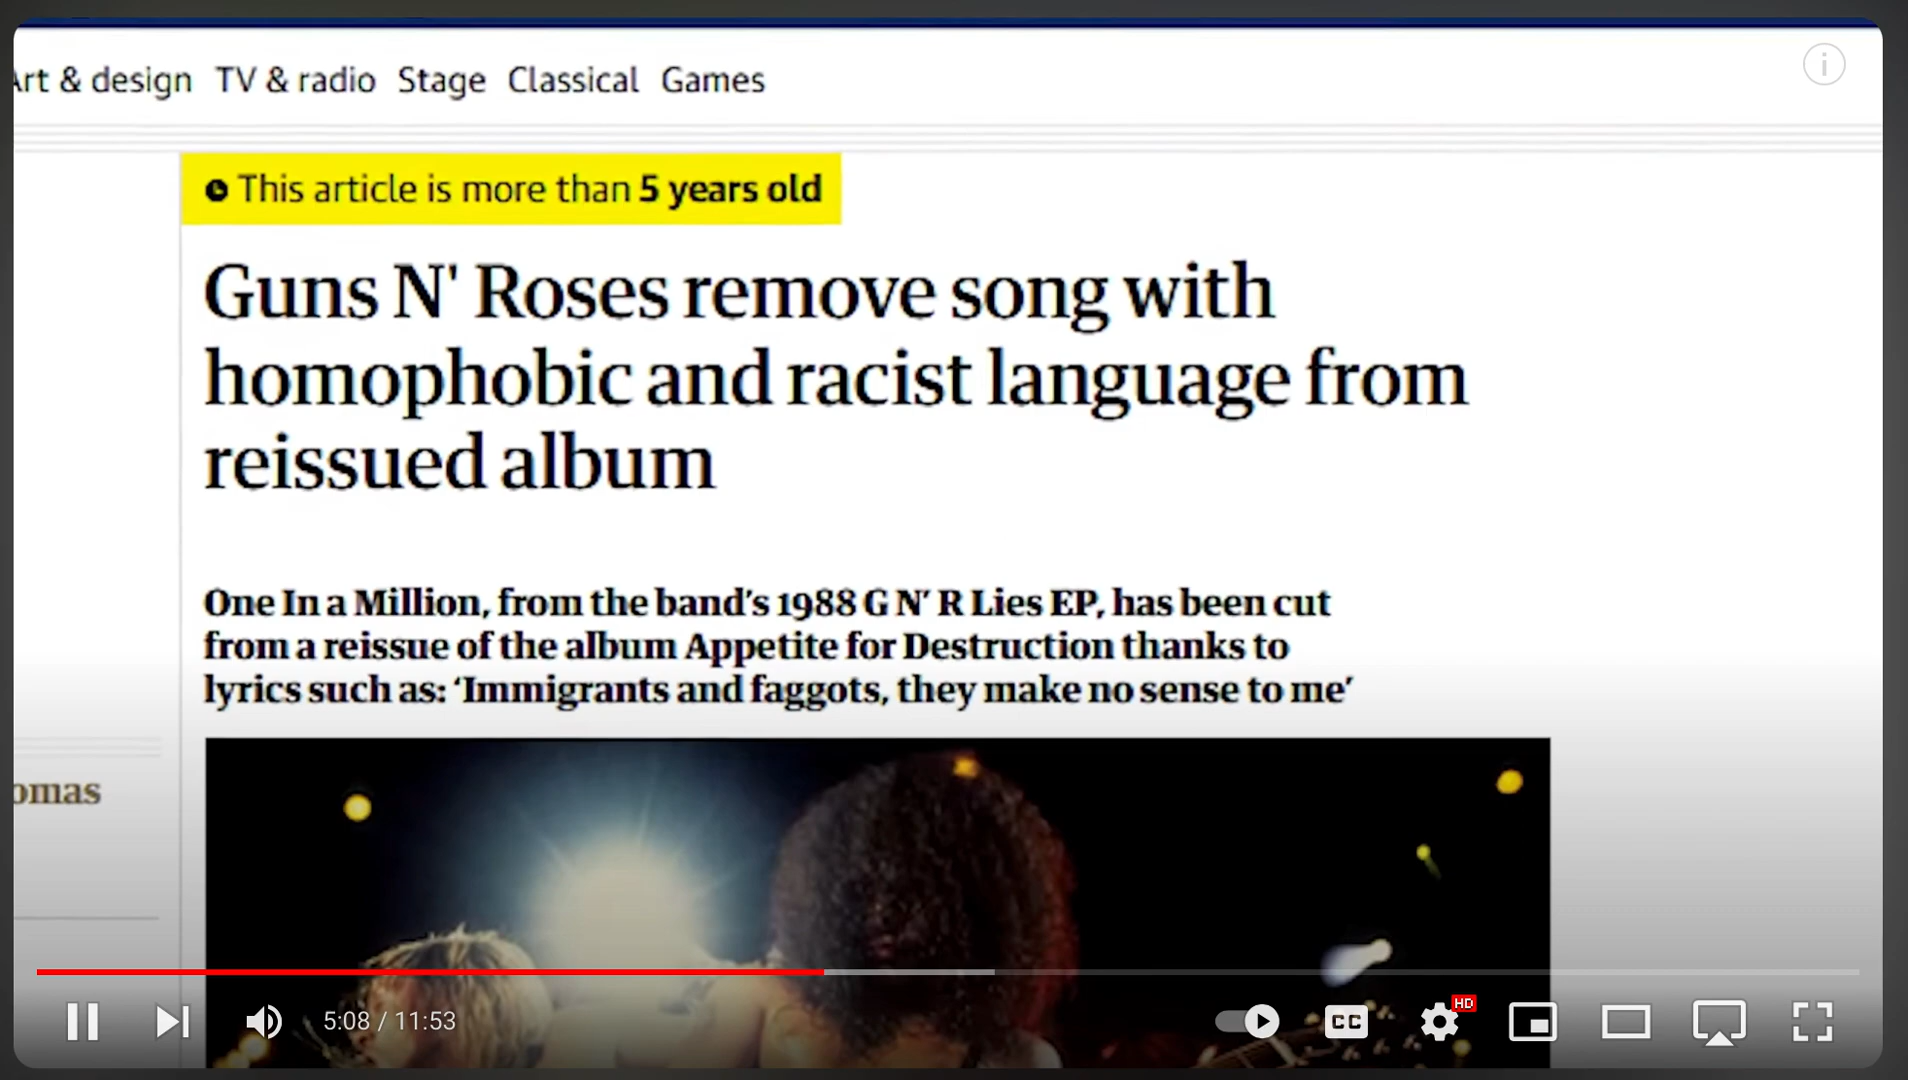 Art & design TV & radio Stage Classical Games
This article is more than 5 years old
Guns N' Roses remove song with
homophobic and racist language from
reissued album
One In a Million, from the band’s 1988 G N’ R Lies EP, has been cut
from a reissue of the album Appetite for Destruction thanks to
lyrics such as: ‘Immigrants and faggots, they make no sense to me’
omas
5:08 / 11:53
CC
HD